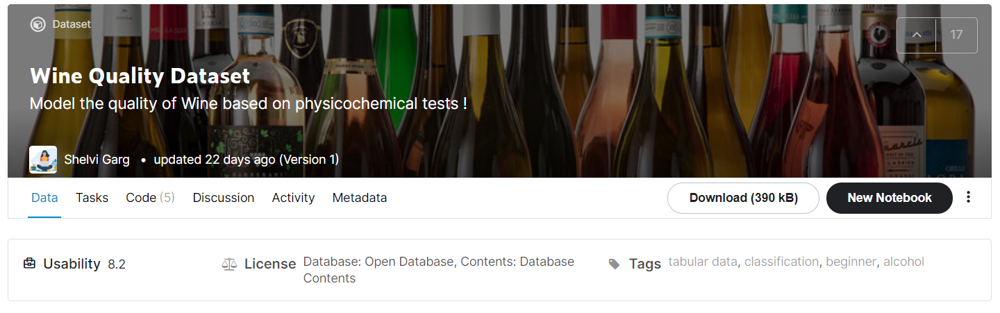 Dataset
17
Wine Quality Dataset
Model the quality of Wine based on physicochemical tests !
Shelvi Garg • updated 22 days ago (Version 1)
Data Tasks Code (5) Discussion Activity Metadata Download (390 kB) New Notebook
Usability 8.2 License Database: Open Database, Contents: Database Tags tabular data, classification, beginner, alcohol
Contents